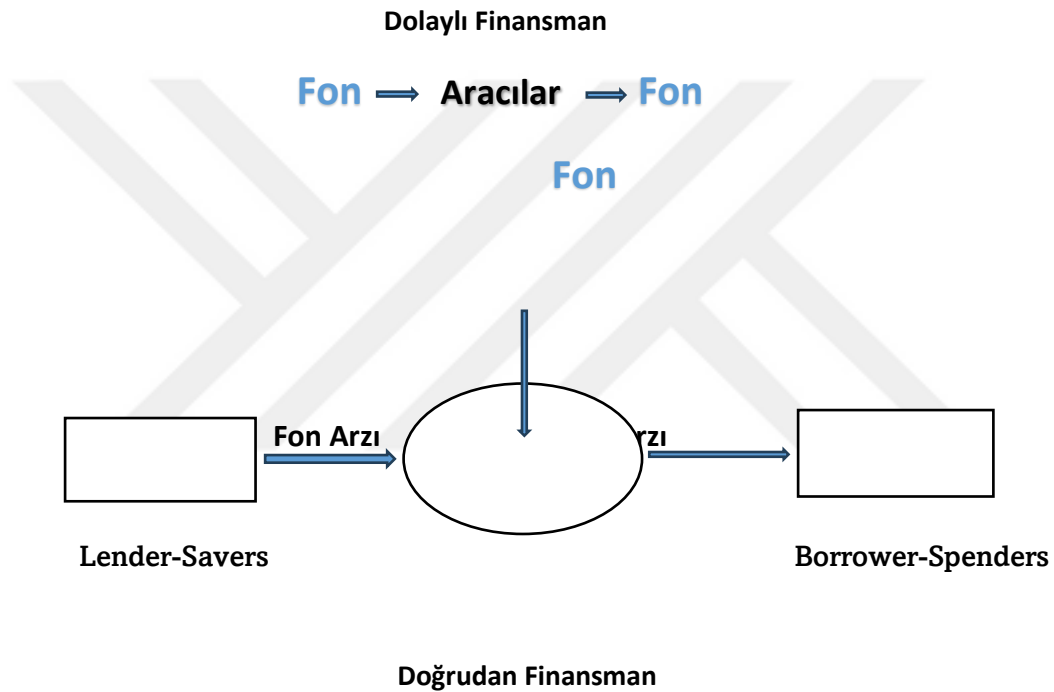 Dolaylı Finansman
Fon Aracılar Fon
Fon
Fon Arzı rzı
Lender-Savers Borrower-Spenders
Doğrudan Finansman